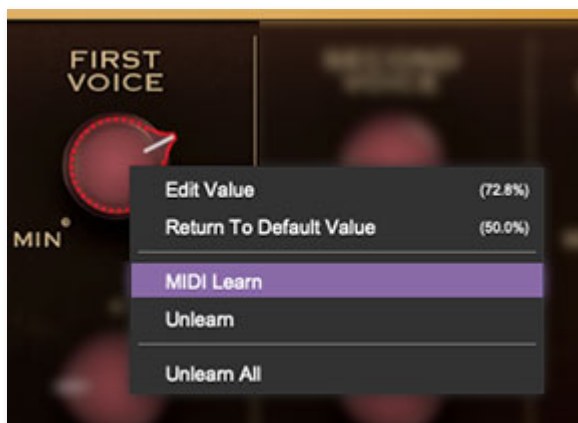 FIRST
VOICE
MIN
Edit Value (72.8%)
Return To Default Value (50.0%)
MIDI Learn
Unlearn
Unlearn All